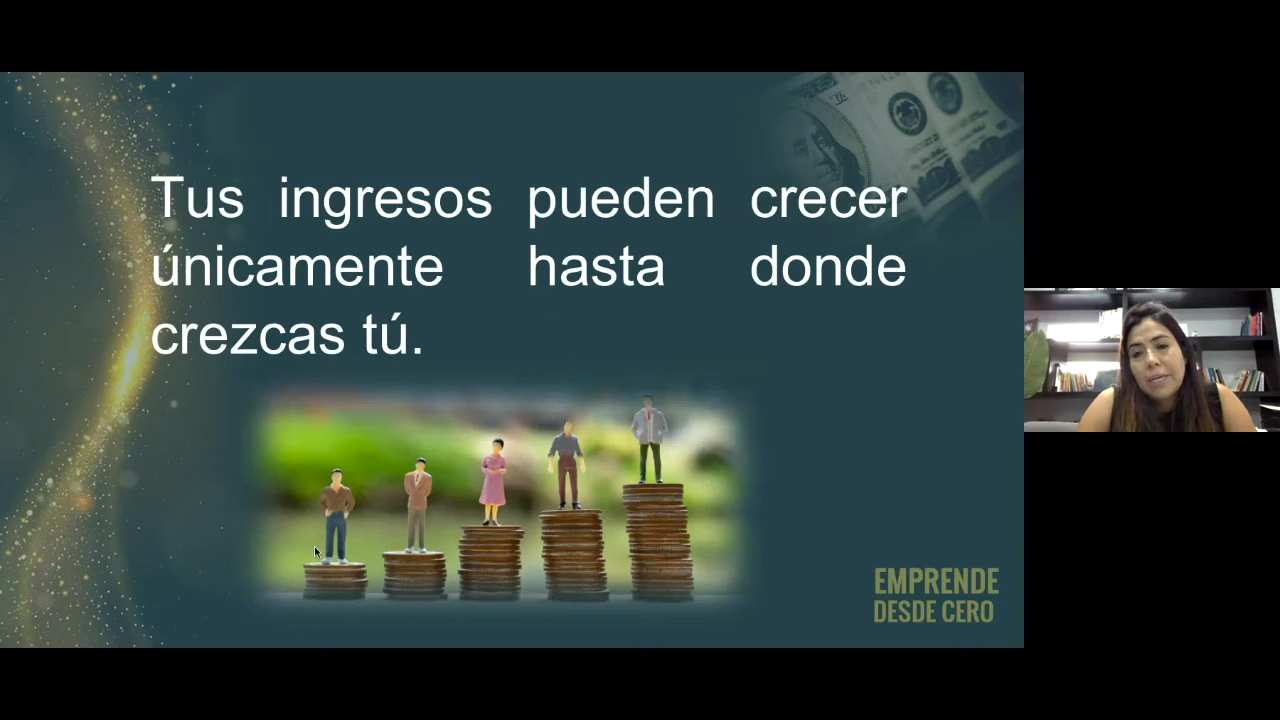 Tus ingresos pueden crecer
únicamente hasta donde
crezcas tú.
EMPRENDE
DESDE CERO